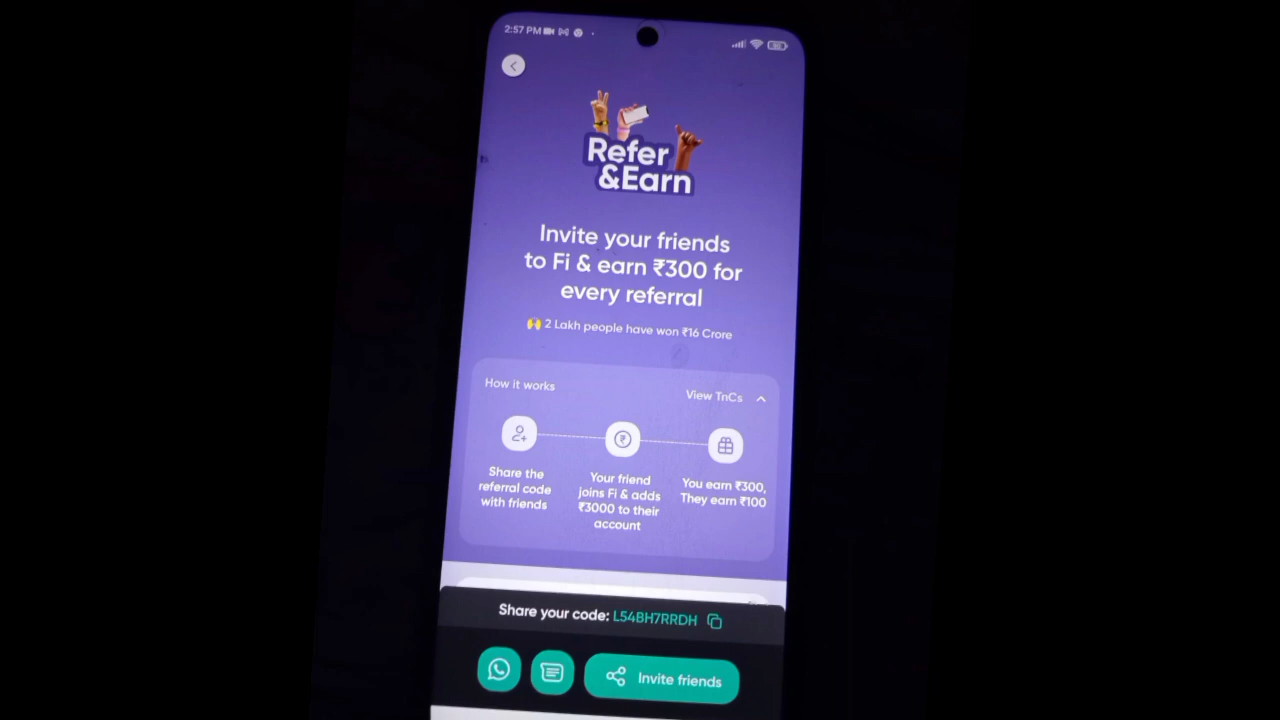 2:57 PM
Refer
&Earn
Invite your friends
to Fi & earn ₹300 for
every referral
2 Lakh people have won ₹16 Crore
How it works
View TnCs
Share the
referral code
with friends
Your friend
joins Fi & adds
₹3000 to their
account
You earn ₹300,
They earn ₹100
Share your code: L54BH7RRDH
Invite friends